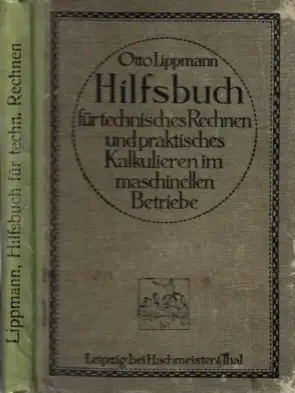 Lippmann, Hilfsbuch für techn. Rechnen
Otto Lippmann
Hilfsbuch
für technisches Rechnen
und praktisches
Kalkulieren im
maschinellen
Betriebe
Leipzig bei Hachmeister & Thal